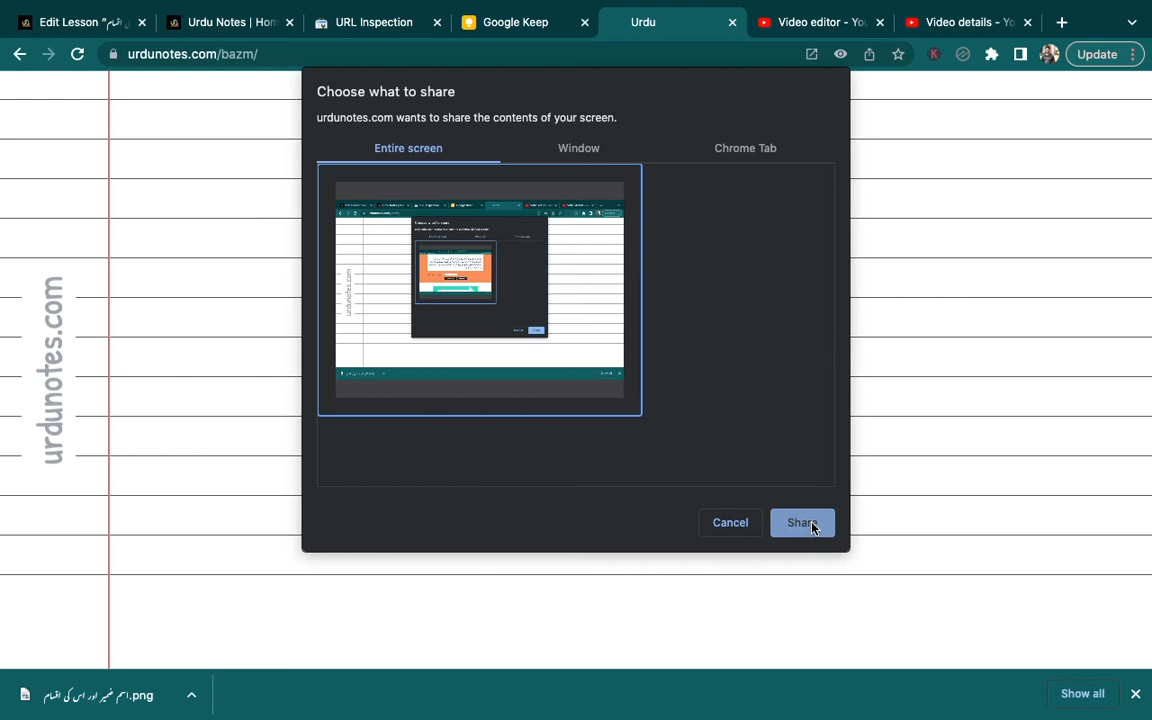 Edit Lesson "ی اقسام
Urdu Notes | Hom
URL Inspection
Google Keep
Urdu
Video editor - You
Video details - Yo
urdunotes.com/bazm/
Update
Choose what to share
urdunotes.com wants to share the contents of your screen.
Entire screen
Window
Chrome Tab
urdunotes.com
Cancel
Share
اسم ضمیر اور اس کی اقسام.png
Show all